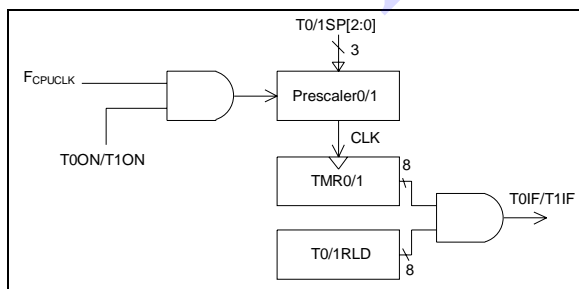 T0/1SP[2:0]
3
FCPUCLK
Prescaler0/1
T0ON/T1ON
CLK
TMR0/1
8
T0IF/T1IF
T0/1RLD
8